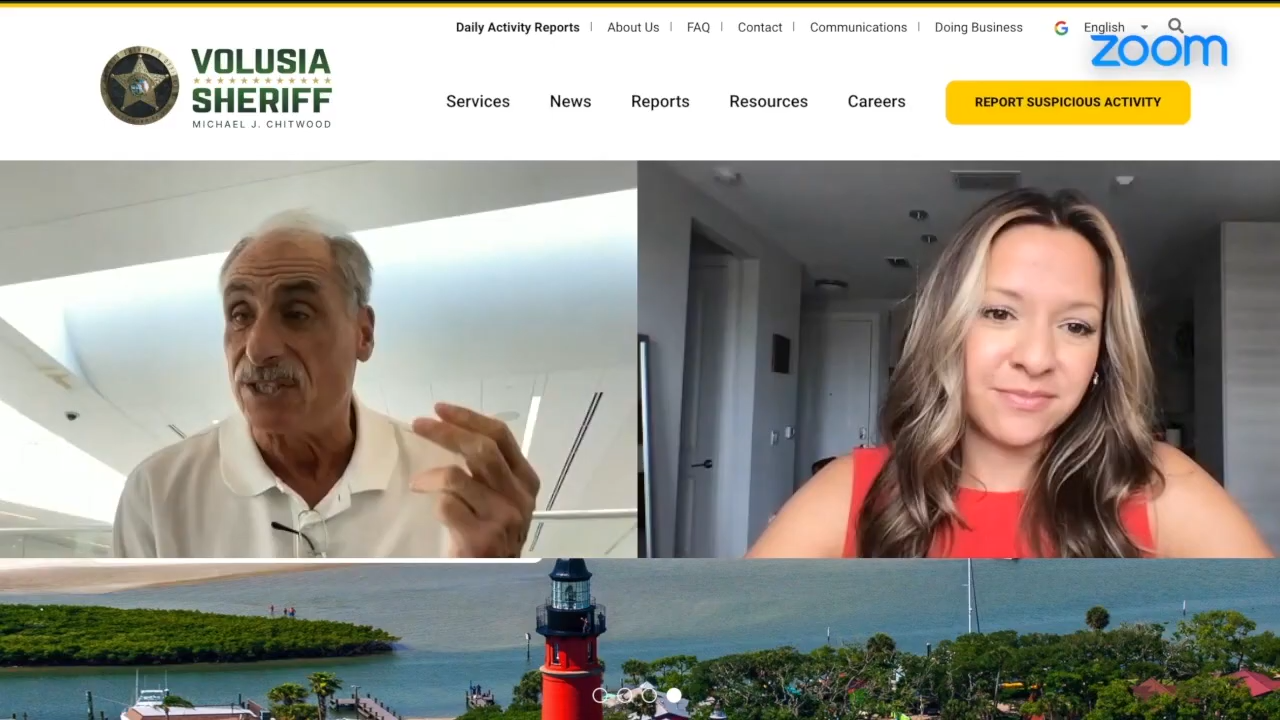 Daily Activity Reports | About Us | FAQ | Contact | Communications | Doing Business G English
zoom
VOLUSIA
SHERIFF
MICHAEL J. CHITWOOD
Services News Reports Resources Careers REPORT SUSPICIOUS ACTIVITY